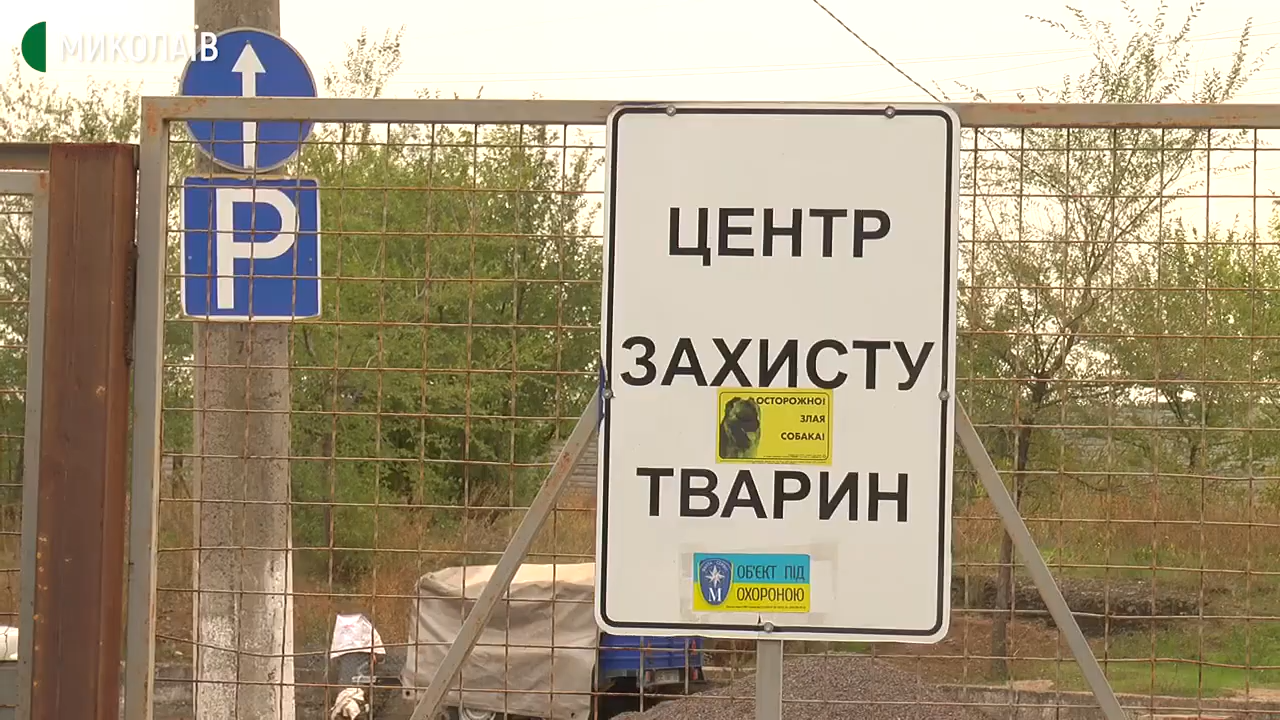 МИКОЛАЇВ
P
ЦЕНТР
ЗАХИСТУ
ОСТОРОЖНО!
ЗЛАЯ
СОБАКА!
ТВАРИН
ОБ'ЄКТ ПІД
ОХОРОНОЮ
М